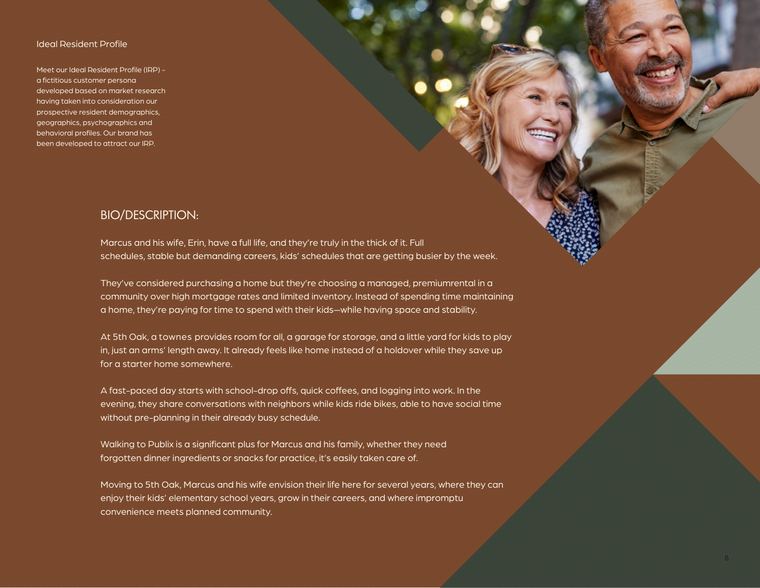 Ideal Resident Profile
Meet our Ideal Resident Profile (IRP) –
a fictitious customer persona
developed based on market research
having taken into consideration our
prospective resident demographics,
geographics, psychographics and
behavioral profiles. Our brand has
been developed to attract our IRP.
BIO/DESCRIPTION:
Marcus and his wife, Erin, have a full life, and they're truly in the thick of it. Full
schedules, stable but demanding careers, kids' schedules that are getting busier by the week.
They've considered purchasing a home but they're choosing a managed, premiumrental in a
community over high mortgage rates and limited inventory. Instead of spending time maintaining
a home, they're paying for time to spend with their kids—while having space and stability.
At 5th Oak, a townes provides room for all, a garage for storage, and a little yard for kids to play
in, just an arms' length away. It already feels like home instead of a holdover while they save up
for a starter home somewhere.
A fast-paced day starts with school-drop offs, quick coffees, and logging into work. In the
evening, they share conversations with neighbors while kids ride bikes, able to have social time
without pre-planning in their already busy schedule.
Walking to Publix is a significant plus for Marcus and his family, whether they need
forgotten dinner ingredients or snacks for practice, it's easily taken care of.
Moving to 5th Oak, Marcus and his wife envision their life here for several years, where they can
enjoy their kids' elementary school years, grow in their careers, and where impromptu
convenience meets planned community.